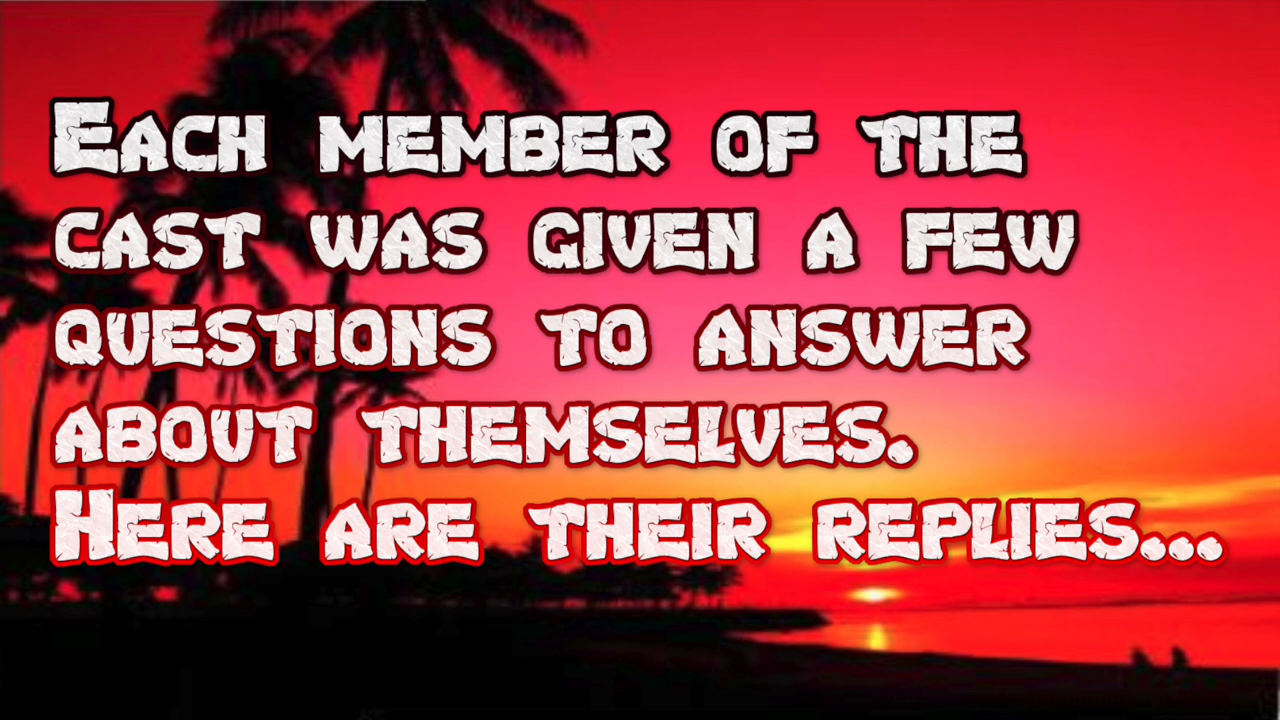 Each member of the
cast was given a few
questions to answer
about themselves.
Here are their replies...